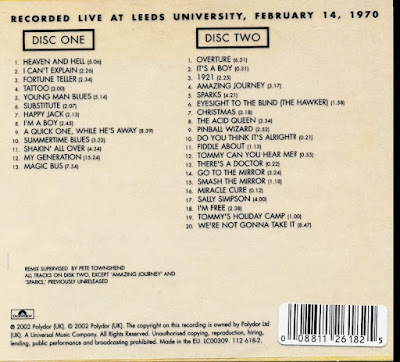 RECORDED LIVE AT LEEDS UNIVERSITY, FEBRUARY 14, 1970
DISC ONE
1. HEAVEN AND HELL (5.06)
2. I CAN'T EXPLAIN (2.26)
3. FORTUNE TELLER (2.34)
4. TATTOO (3.00)
5. YOUNG MAN BLUES (5.14)
6. SUBSTITUTE (2.07)
7. HAPPY JACK (2.13)
8. I'M A BOY (2.45)
9. A QUICK ONE, WHILE HE'S AWAY (8.39)
10. SUMMERTIME BLUES (3.22)
11. SHAKIN' ALL OVER (4.34)
12. MY GENERATION (15.24)
13. MAGIC BUS (7.54)
DISC TWO
1. OVERTURE (6.51)
2. IT'S A BOY (0.31)
3. 1921 (2.25)
4. AMAZING JOURNEY (3.17)
5. SPARKS (4.21)
6. EYESIGHT TO THE BLIND (THE HAWKER) (1.58)
7. CHRISTMAS (3.18)
8. THE ACID QUEEN (3.34)
9. PINBALL WIZARD (2.52)
10. DO YOU THINK IT'S ALRIGHT? (0.21)
11. FIDDLE ABOUT (1.13)
12. TOMMY CAN YOU HEAR ME? (0.55)
13. THERE'S A DOCTOR (0.22)
14. GO TO THE MIRROR (3.24)
15. SMASH THE MIRROR (1.18)
16. MIRACLE CURE (0.12)
17. SALLY SIMPSON (4.00)
18. I'M FREE (2.38)
19. TOMMY'S HOLIDAY CAMP (1.00)
20. WE'RE NOT GONNA TAKE IT (8.47)
REMIX SUPERVISED BY PETE TOWNSHEND
ALL TRACKS ON DISC TWO, EXCEPT 'AMAZING JOURNEY' AND
'SPARKS,' PREVIOUSLY UNRELEASED
polydor
℗ 2002 Polydor (UK). © 2002 Polydor (UK). The copyright on this recording is owned by Polydor Ltd
(UK). A Universal Music Company. All rights reserved. Unauthorised copying, reproduction, hiring,
lending, public performance and broadcasting prohibited. Made in the EU. LC00309. 112 618-2.
0 08811 26182 5